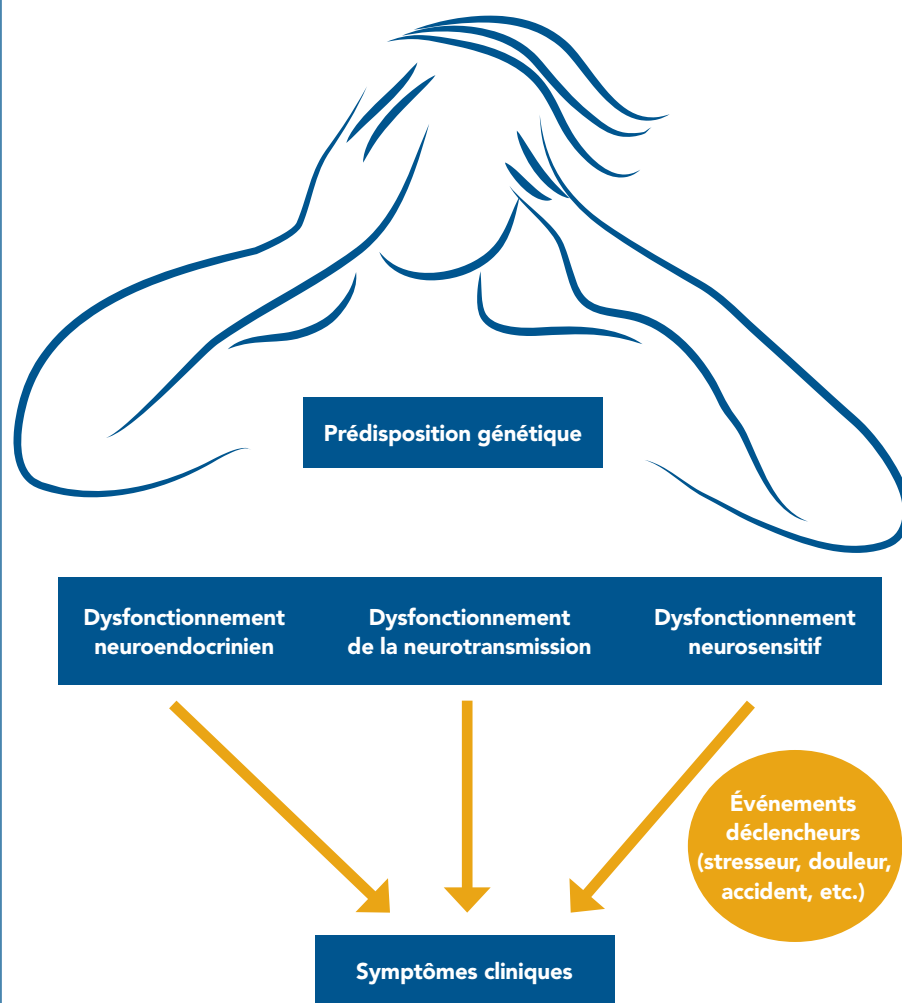 Prédisposition génétique
Dysfonctionnement
neuroendocrinien
Dysfonctionnement
de la neurotransmission
Dysfonctionnement
neurosensitif
Événements
déclencheurs
(stresseur, douleur,
accident, etc.)
Symptômes cliniques